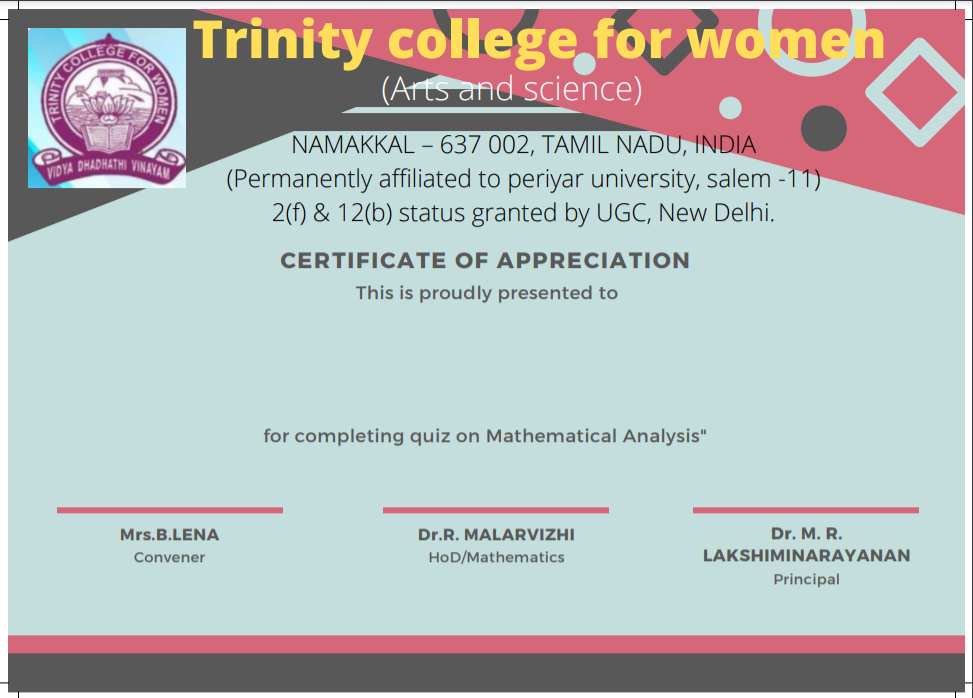 TRINITY COLLEGE FOR WOMEN
VIDYA DHADHATHI VINAYAM
Trinity college for women
(Arts and science)
NAMAKKAL – 637 002, TAMIL NADU, INDIA
(Permanently affiliated to periyar university, salem -11)
2(f) & 12(b) status granted by UGC, New Delhi.
CERTIFICATE OF APPRECIATION
This is proudly presented to
for completing quiz on Mathematical Analysis"
Mrs.B.LENA
Convener
Dr.R. MALARVIZHI
HoD/Mathematics
Dr. M. R.
LAKSHIMINARAYANAN
Principal